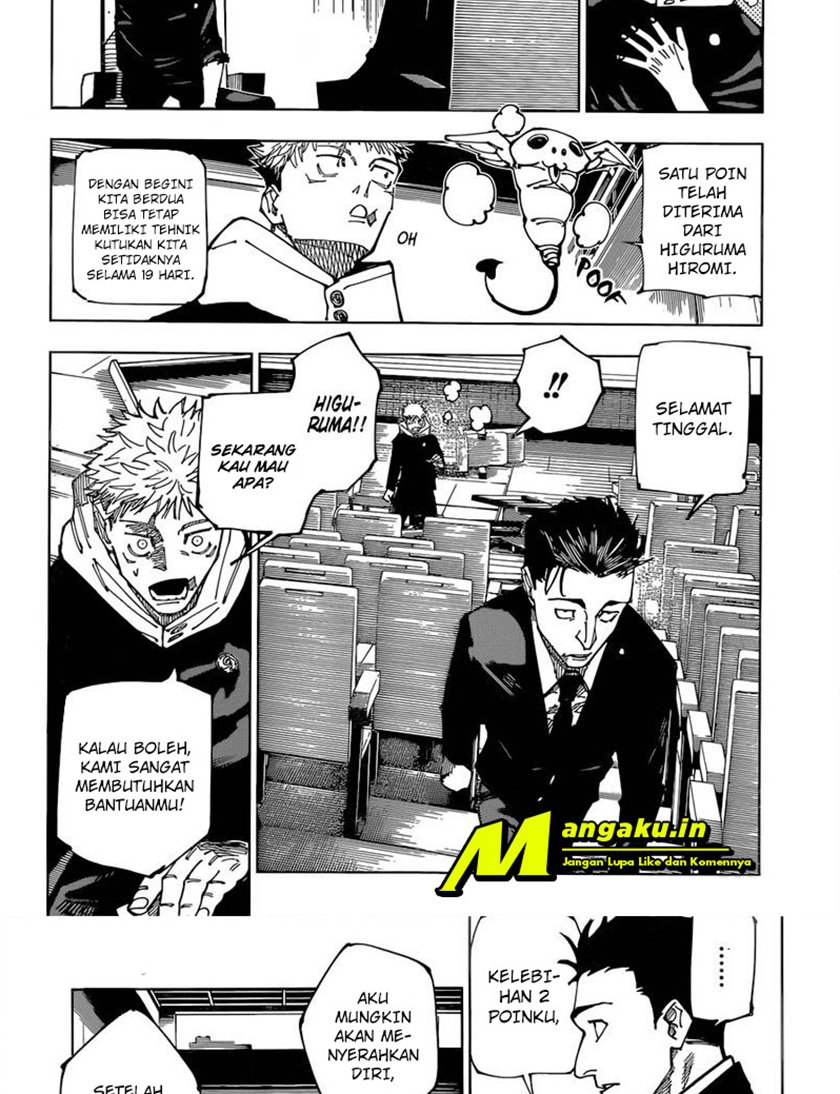 SATU POIN
TELAH
DITERIMA
DARI
HIGURUMA
HIROMI.
POOF
OH
DENGAN BEGINI
KITA BERDUA
BISA TETAP
MEMILIKI TEHNIK
KUTUKAN KITA
SETIDAKNYA
SELAMA 19 HARI.
SELAMAT
TINGGAL.
!!
HIGU-
RUMA!!
SEKARANG
KAU MAU
APA?
KALAU BOLEH,
KAMI SANGAT
MEMBUTUHKAN
BANTUANMU!
Mangaku.in
Jangan Lupa Like dan Komennya
......
KELEBI-
HAN 2
POINKU,
AKU
MUNGKIN
AKAN ME-
NYERAHKAN
DIRI,
SETELAH